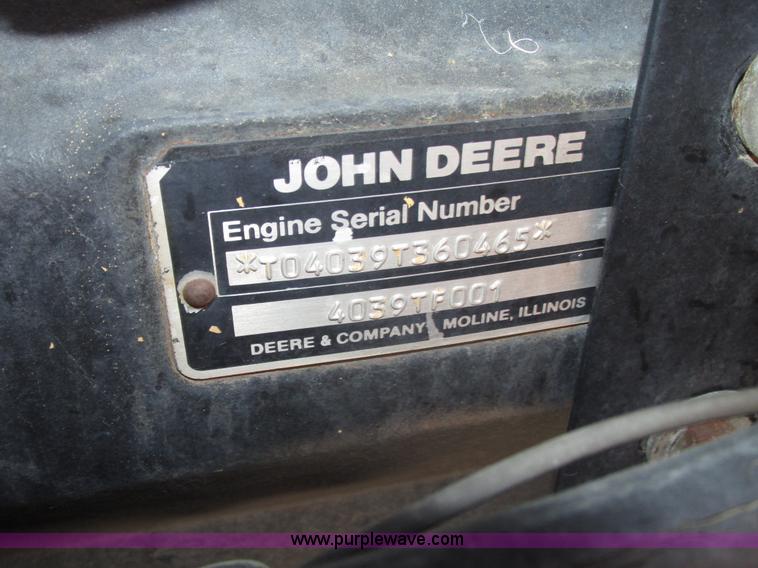 JOHN DEERE
Engine Serial Number
*T04039T360465*
4039TF001
DEERE & COMPANY, MOLINE, ILLINOIS
www.purplewave.com